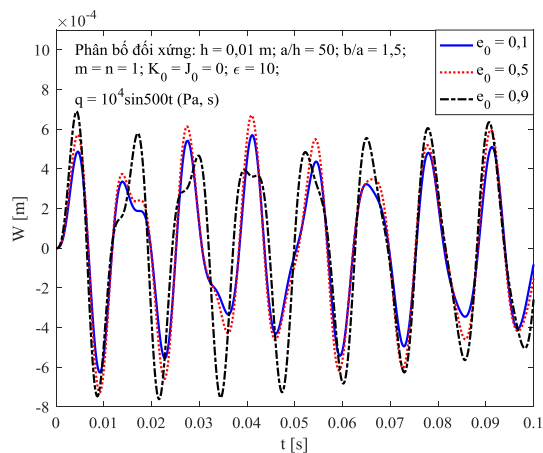 ×10⁻⁴
10
8
6
4
2
0
-2
-4
-6
-8
W [m]
Phân bố đối xứng: h = 0,01 m; a/h = 50; b/a = 1,5;
m = n = 1; K₀ = J₀ = 0; ϵ = 10;
q = 10⁴sin500t (Pa, s)
e₀ = 0,1
e₀ = 0,5
e₀ = 0,9
0 0.01 0.02 0.03 0.04 0.05 0.06 0.07 0.08 0.09 0.1
t [s]